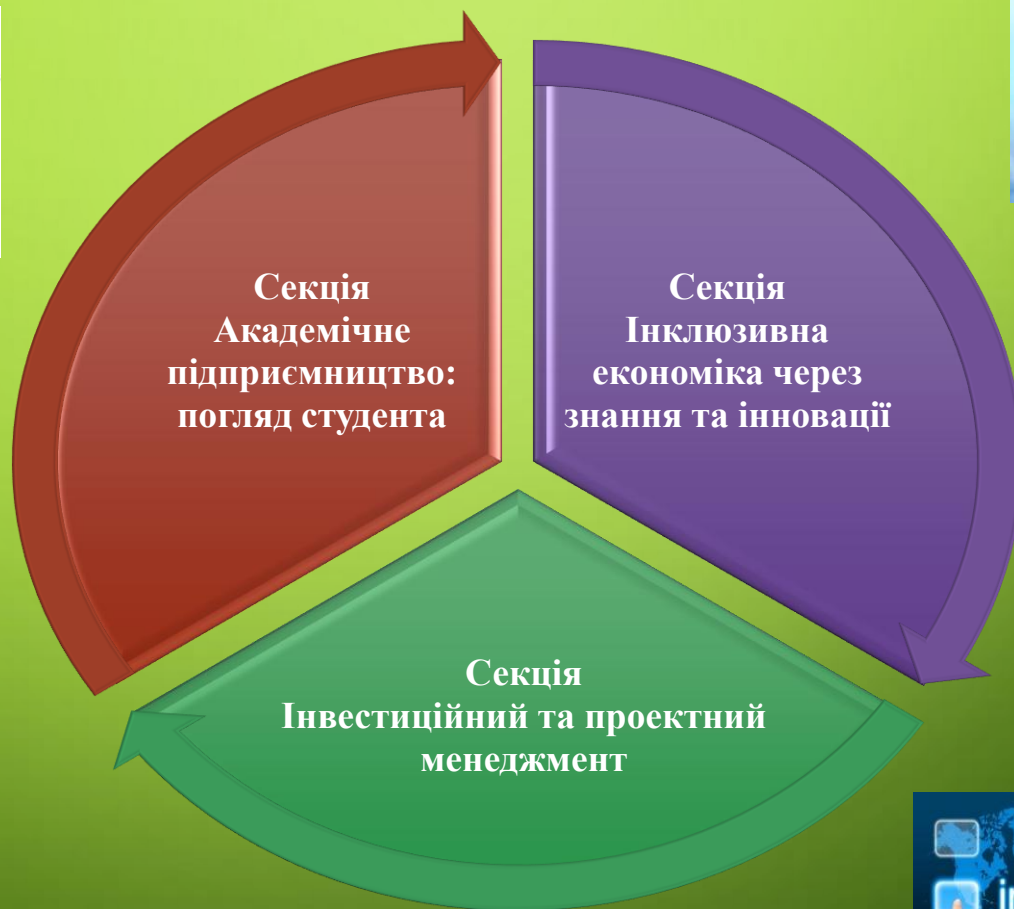 Секція
Академічне
підприємництво:
погляд студента
Секція
Інклюзивна
економіка через
знання та інновації
Секція
Інвестиційний та проектний
менеджмент